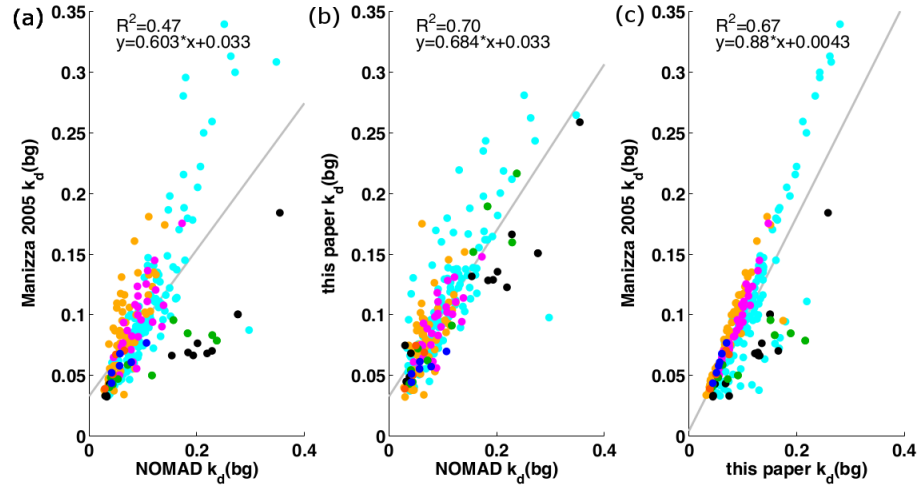 (a)
R²=0.47
y=0.603*x+0.033
Manizza 2005 k_d(bg)
0.35
0.3
0.25
0.2
0.15
0.1
0.05
0
0
0.2
0.4
NOMAD k_d(bg)
(b)
R²=0.70
y=0.684*x+0.033
this paper k_d(bg)
0.35
0.3
0.25
0.2
0.15
0.1
0.05
0
0
0.2
0.4
NOMAD k_d(bg)
(c)
R²=0.67
y=0.88*x+0.0043
Manizza 2005 k_d(bg)
0.35
0.3
0.25
0.2
0.15
0.1
0.05
0
0
0.2
0.4
this paper k_d(bg)